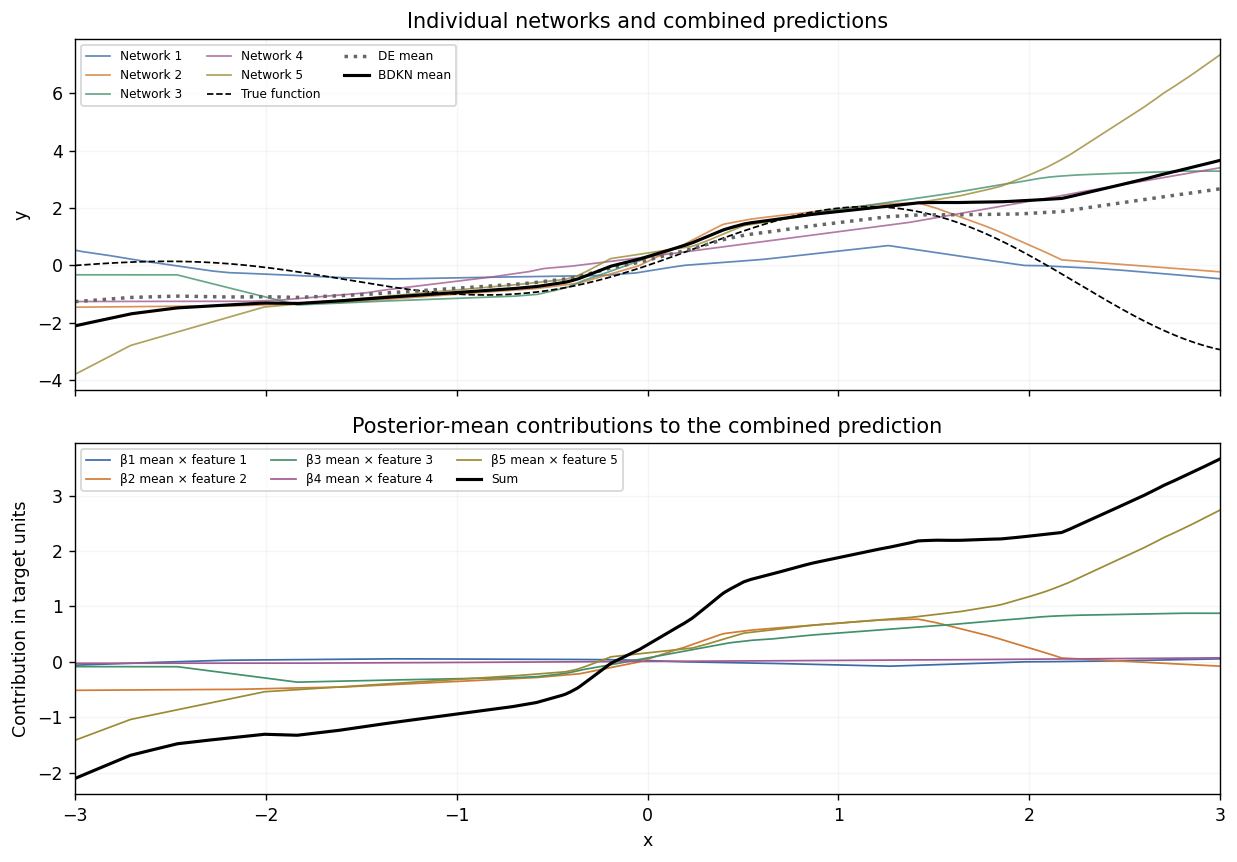 Individual networks and combined predictions
Network 1
Network 2
Network 3
Network 4
Network 5
True function
DE mean
BDKN mean
6
4
2
0
−2
−4
y
Posterior-mean contributions to the combined prediction
β1 mean × feature 1
β2 mean × feature 2
β3 mean × feature 3
β4 mean × feature 4
β5 mean × feature 5
Sum
3
2
1
0
−1
−2
Contribution in target units
−3 −2 −1 0 1 2 3
x